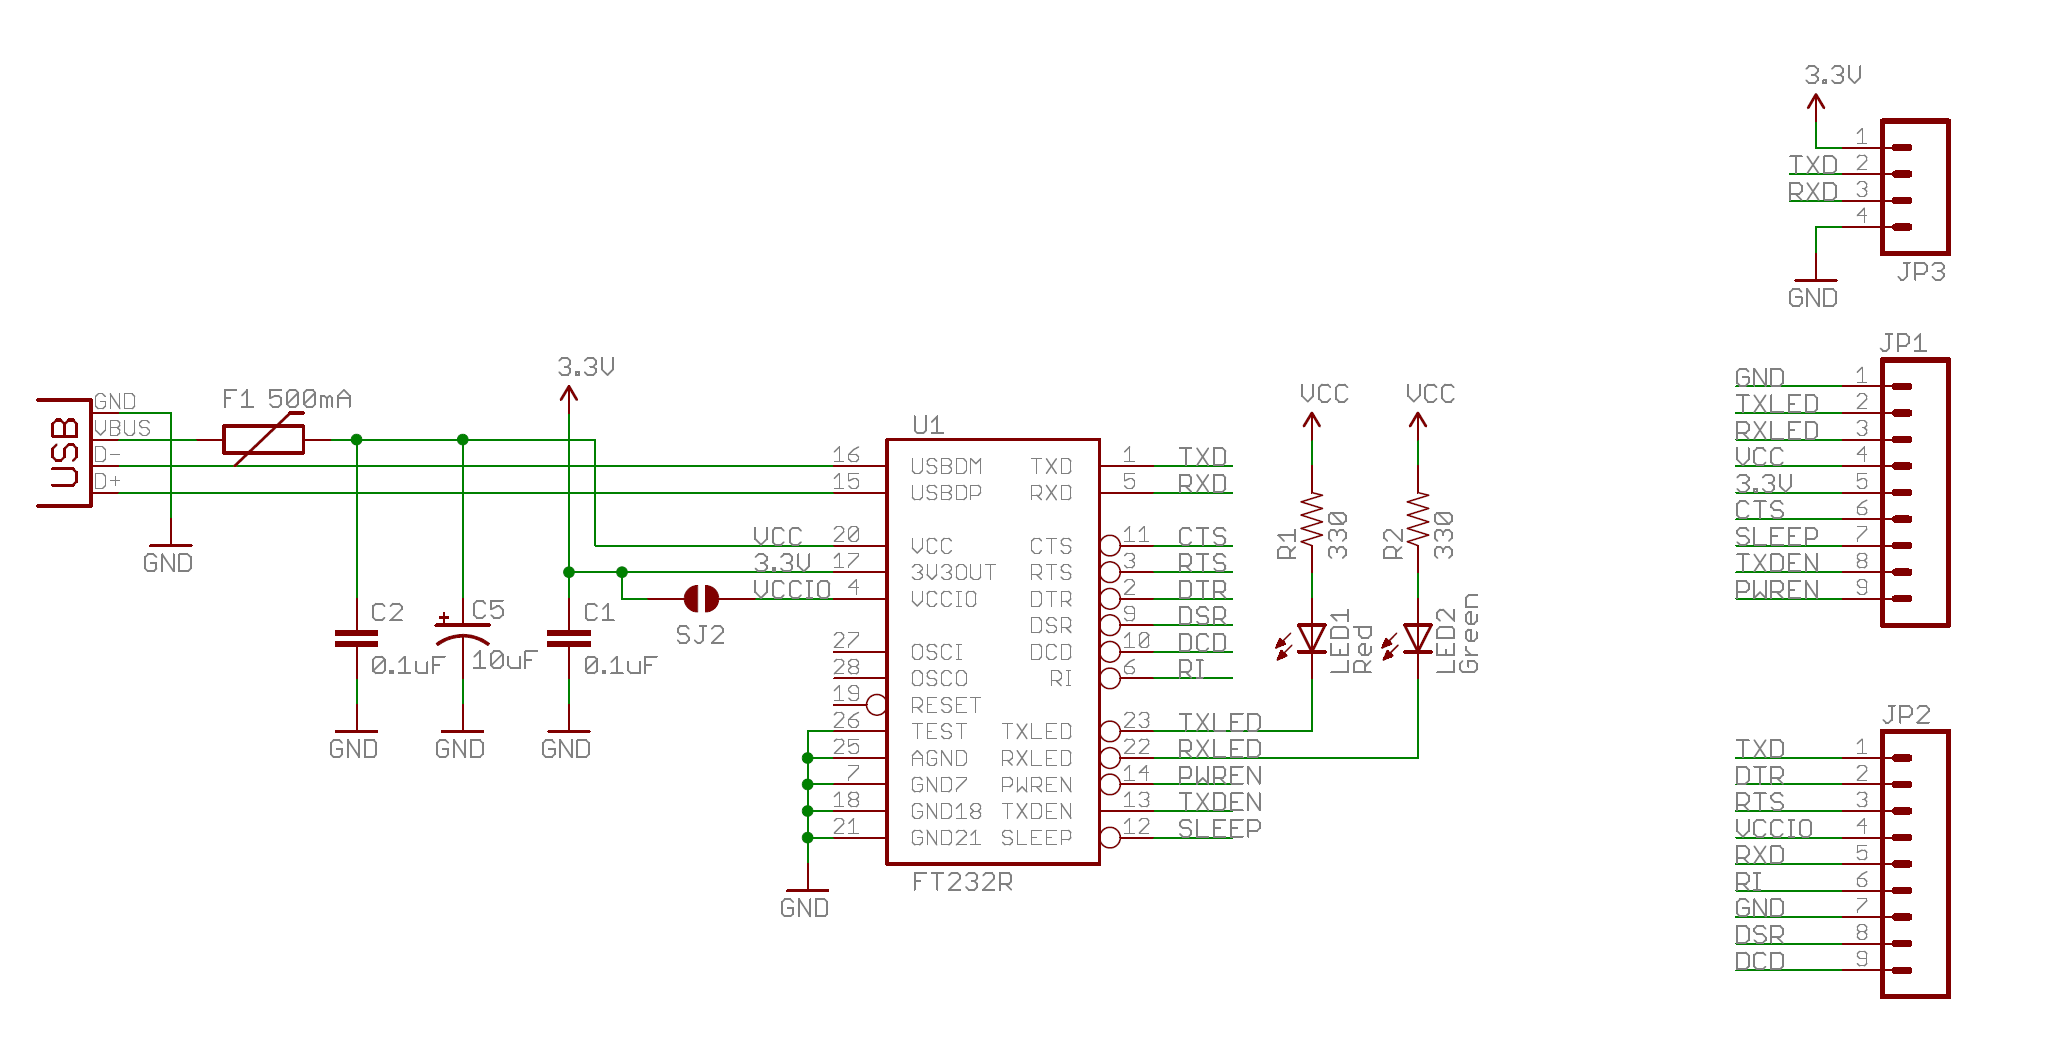 3.3V
1
TXD 2
RXD 3
4
JP3
GND
USB
GND
VBUS
D-
D+
F1 500mA
GND
3.3V
C2
0.1uF
GND
C5
+
10uF
GND
C1
0.1uF
GND
SJ2
VCC
3.3V
VCCIO
U1
16 USBDM TXD 1 TXD
15 USBDP RXD 5 RXD
20 VCC CTS 11 CTS
17 3V3OUT RTS 3 RTS
4 VCCIO DTR 2 DTR
DSR 9 DSR
27 OSCI DCD 10 DCD
28 OSCO RI 6 RI
19 RESET
26 TEST TXLED 23 TXLED
25 AGND RXLED 22 RXLED
7 GND7 PWREN 14 PWREN
18 GND18 TXDEN 13 TXDEN
21 GND21 SLEEP 12 SLEEP
FT232R
GND
VCC
R1
330
LED1
Red
VCC
R2
330
LED2
Green
JP1
GND 1
TXLED 2
RXLED 3
VCC 4
3.3V 5
CTS 6
SLEEP 7
TXDEN 8
PWREN 9
JP2
TXD 1
DTR 2
RTS 3
VCCIO 4
RXD 5
RI 6
GND 7
DSR 8
DCD 9